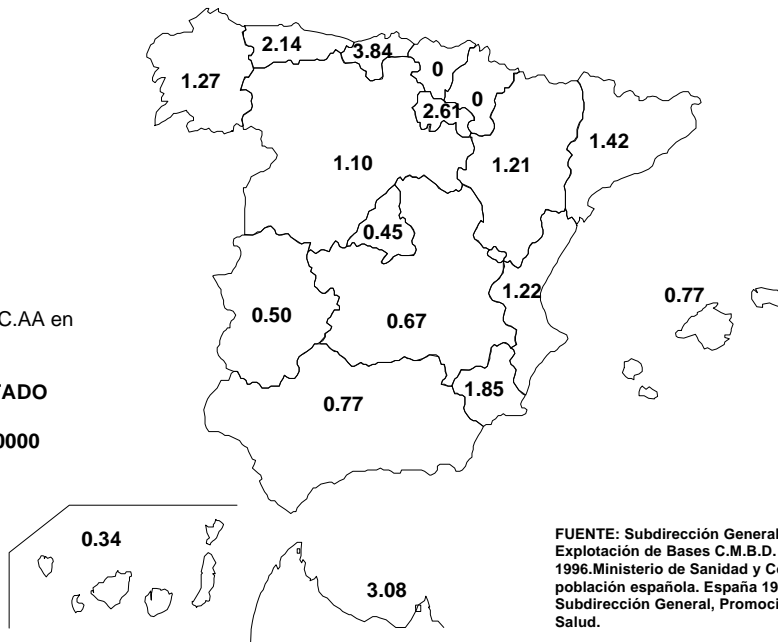 2.14
3.84
0
1.27
0
2.61
1.42
1.10
1.21
0.45
1.22
0.77
C.AA en
0.50
0.67
TADO
1.85
0.77
0000
0.34
FUENTE: Subdirección General
Explotación de Bases C.M.B.D.
1996.Ministerio de Sanidad y C
población española. España 19
Subdirección General, Promoci
Salud.
3.08